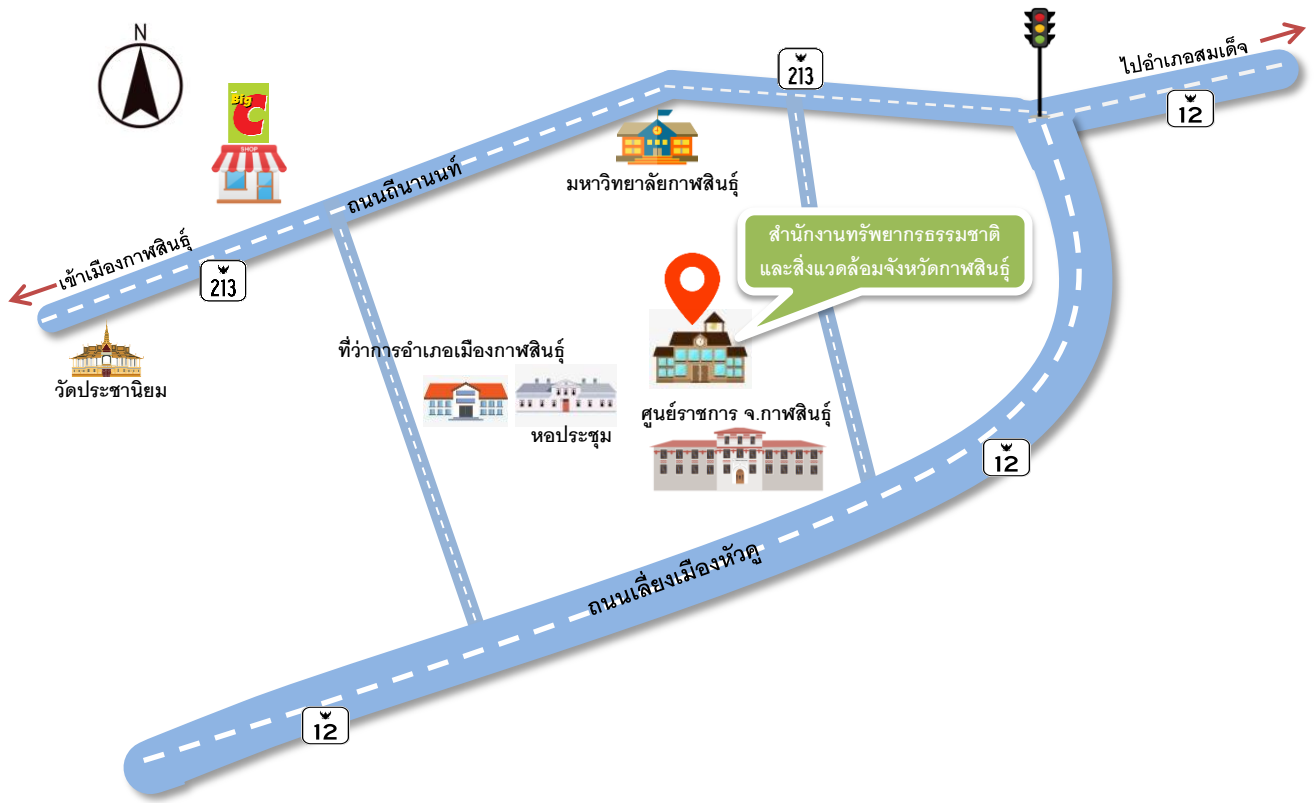 N
ไปอำเภอสมเด็จ
213
12
Big
C
SHOP
ถนนถีนานนท์
มหาวิทยาลัยกาฬสินธุ์
สำนักงานทรัพยากรธรรมชาติ
และสิ่งแวดล้อมจังหวัดกาฬสินธุ์
เข้าเมืองกาฬสินธุ์
213
ที่ว่าการอำเภอเมืองกาฬสินธุ์
วัดประชานิยม
ศูนย์ราชการ จ.กาฬสินธุ์
หอประชุม
12
ถนนเลี่ยงเมืองหัวคู
12